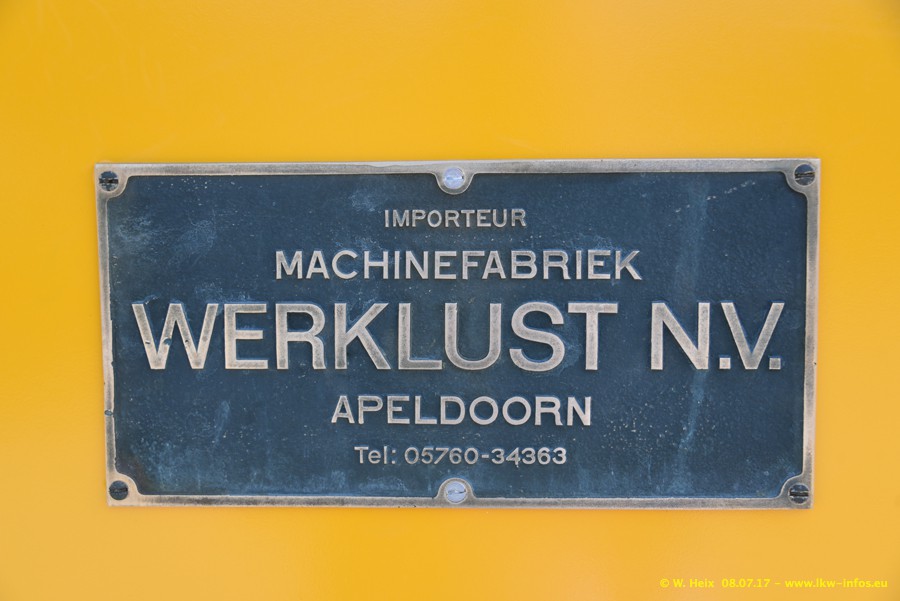 IMPORTEUR
MACHINEFABRIEK
WERKLUST N.V.
APELDOORN
Tel: 05760-34363
© W. Heix 08.07.17 - www.lkw-infos.eu